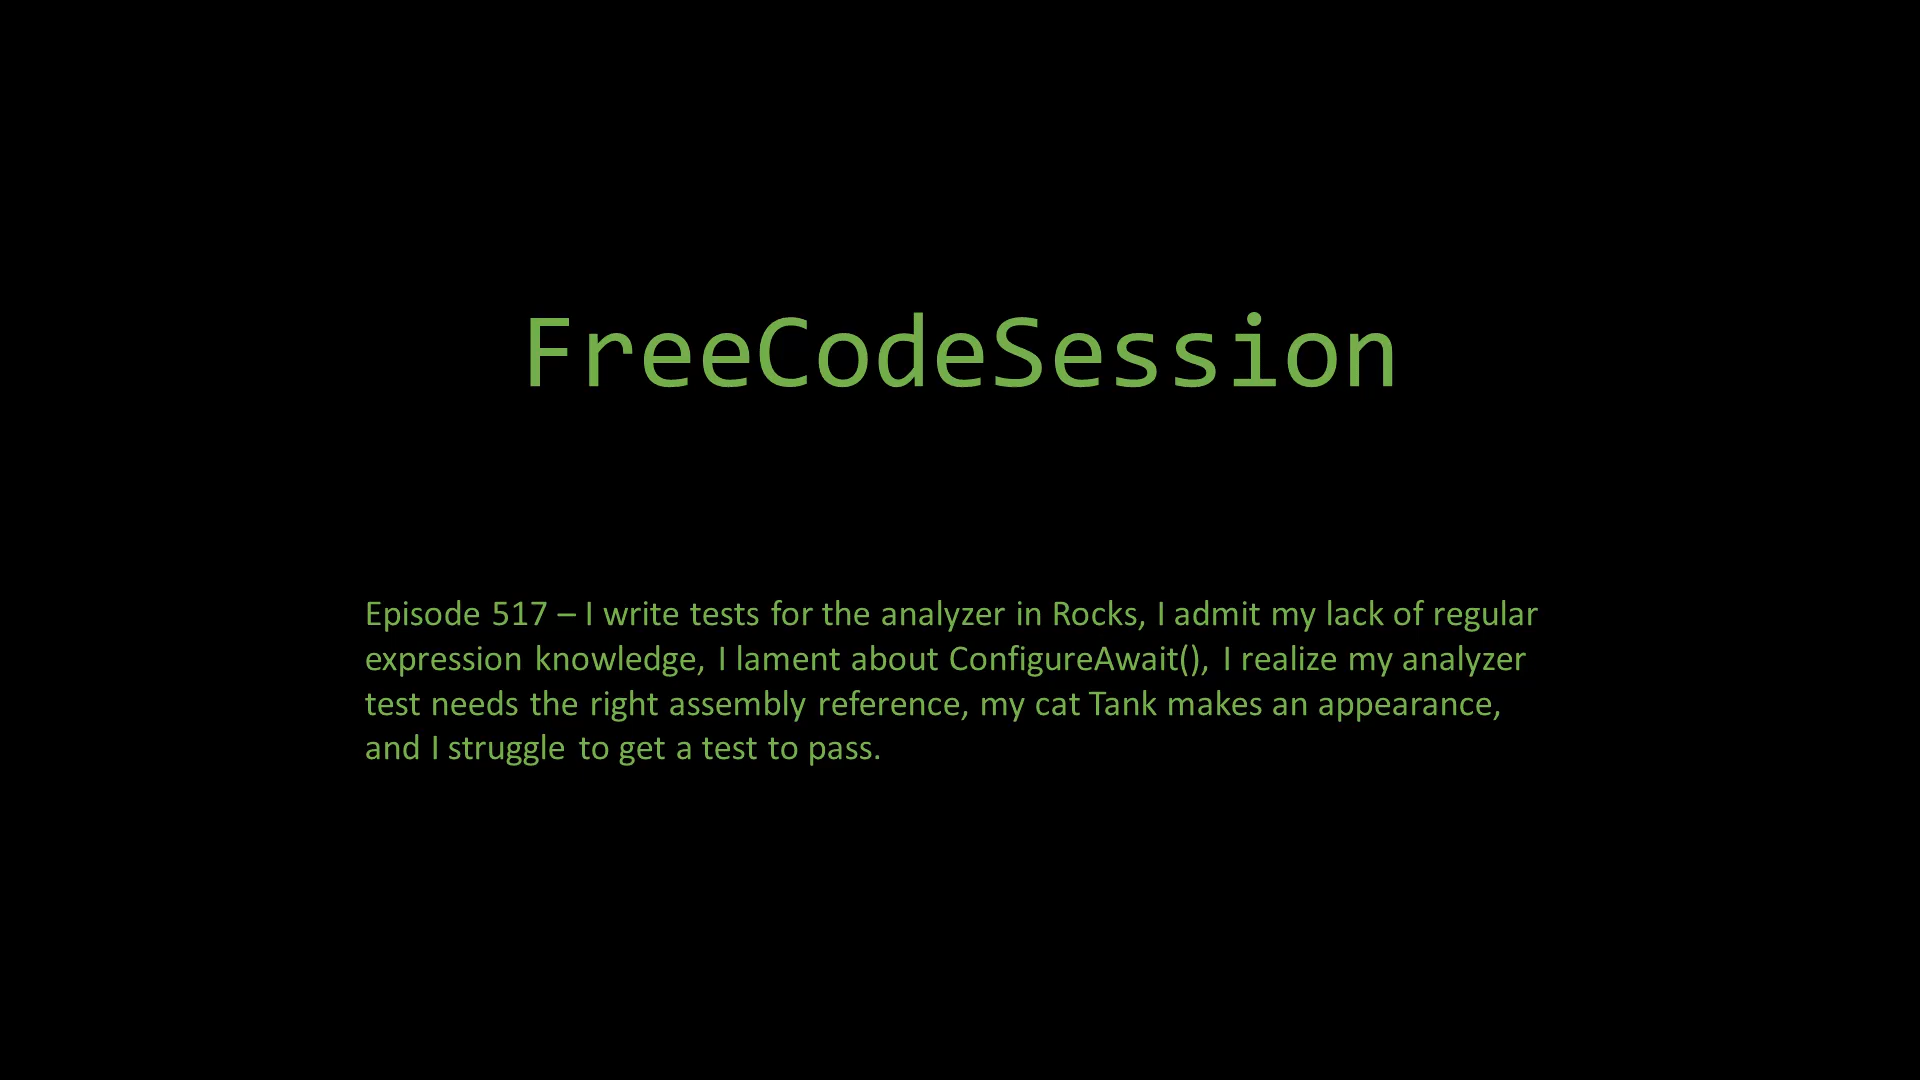 FreeCodeSession
Episode 517 – I write tests for the analyzer in Rocks, I admit my lack of regular
expression knowledge, I lament about ConfigureAwait(), I realize my analyzer
test needs the right assembly reference, my cat Tank makes an appearance,
and I struggle to get a test to pass.